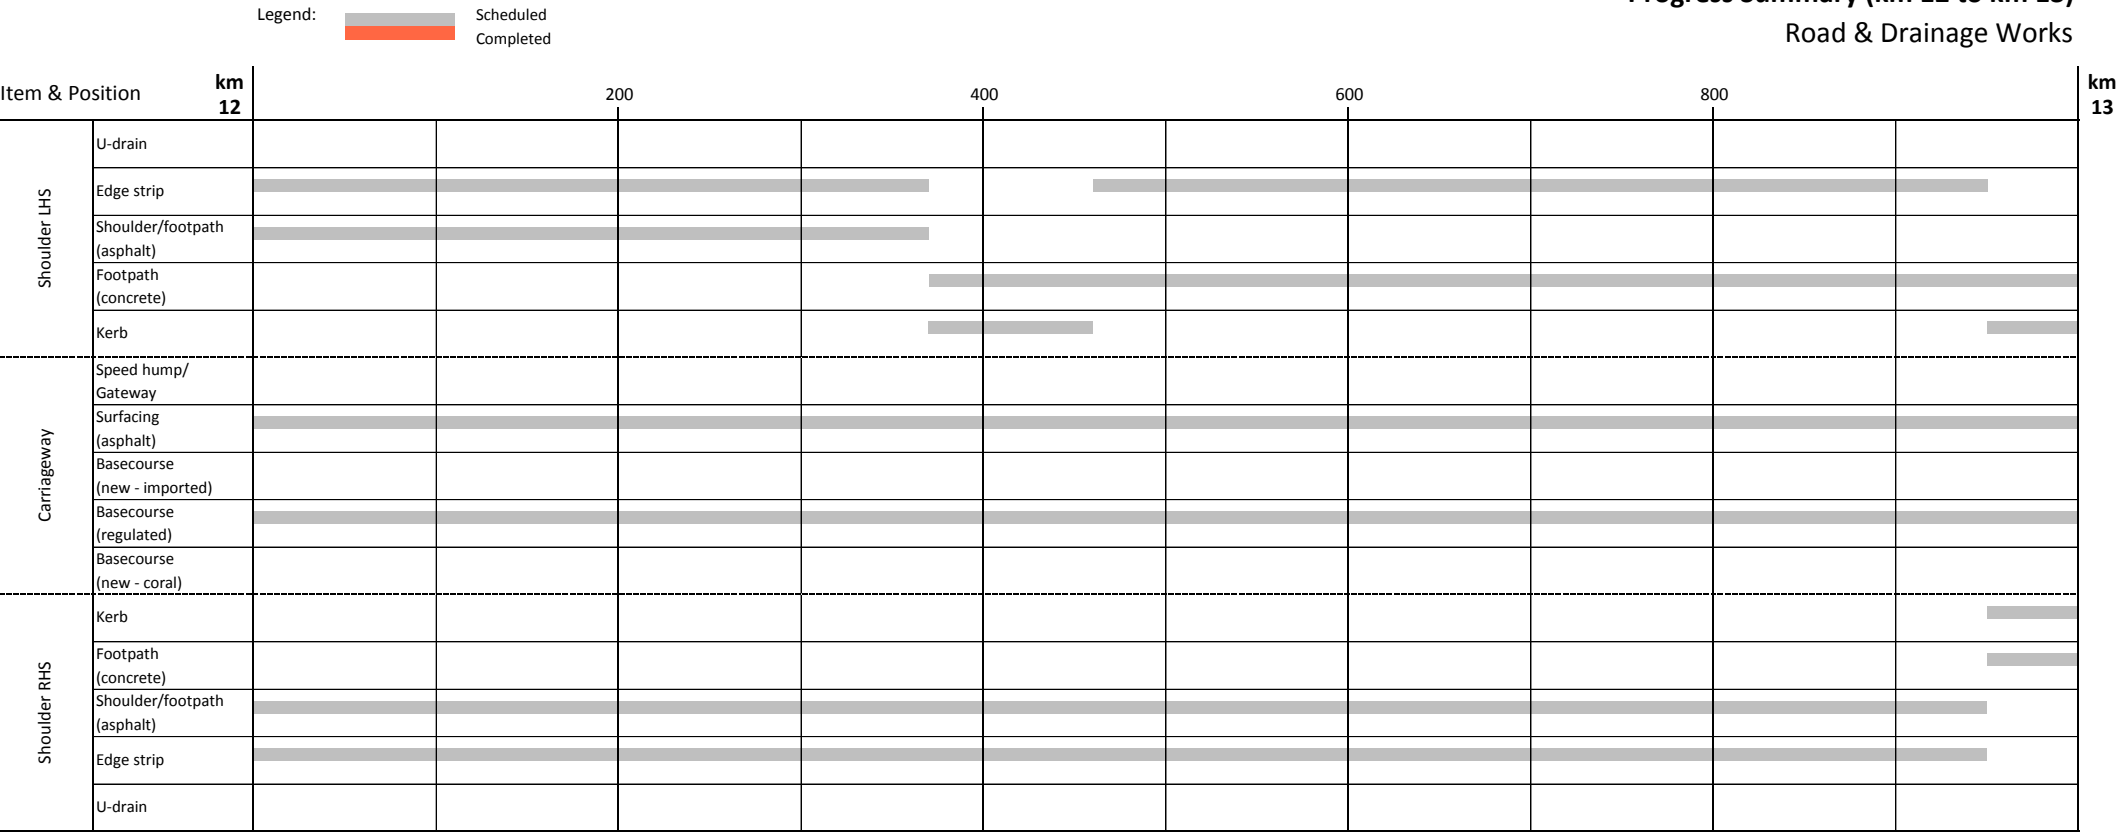 Legend:
Scheduled
Completed
Road & Drainage Works
Item & Position
km
12
200
400
600
800
km
13
Shoulder LHS
U-drain
Edge strip
Shoulder/footpath
(asphalt)
Footpath
(concrete)
Kerb
Carriageway
Speed hump/
Gateway
Surfacing
(asphalt)
Basecourse
(new - imported)
Basecourse
(regulated)
Basecourse
(new - coral)
Shoulder RHS
Kerb
Footpath
(concrete)
Shoulder/footpath
(asphalt)
Edge strip
U-drain